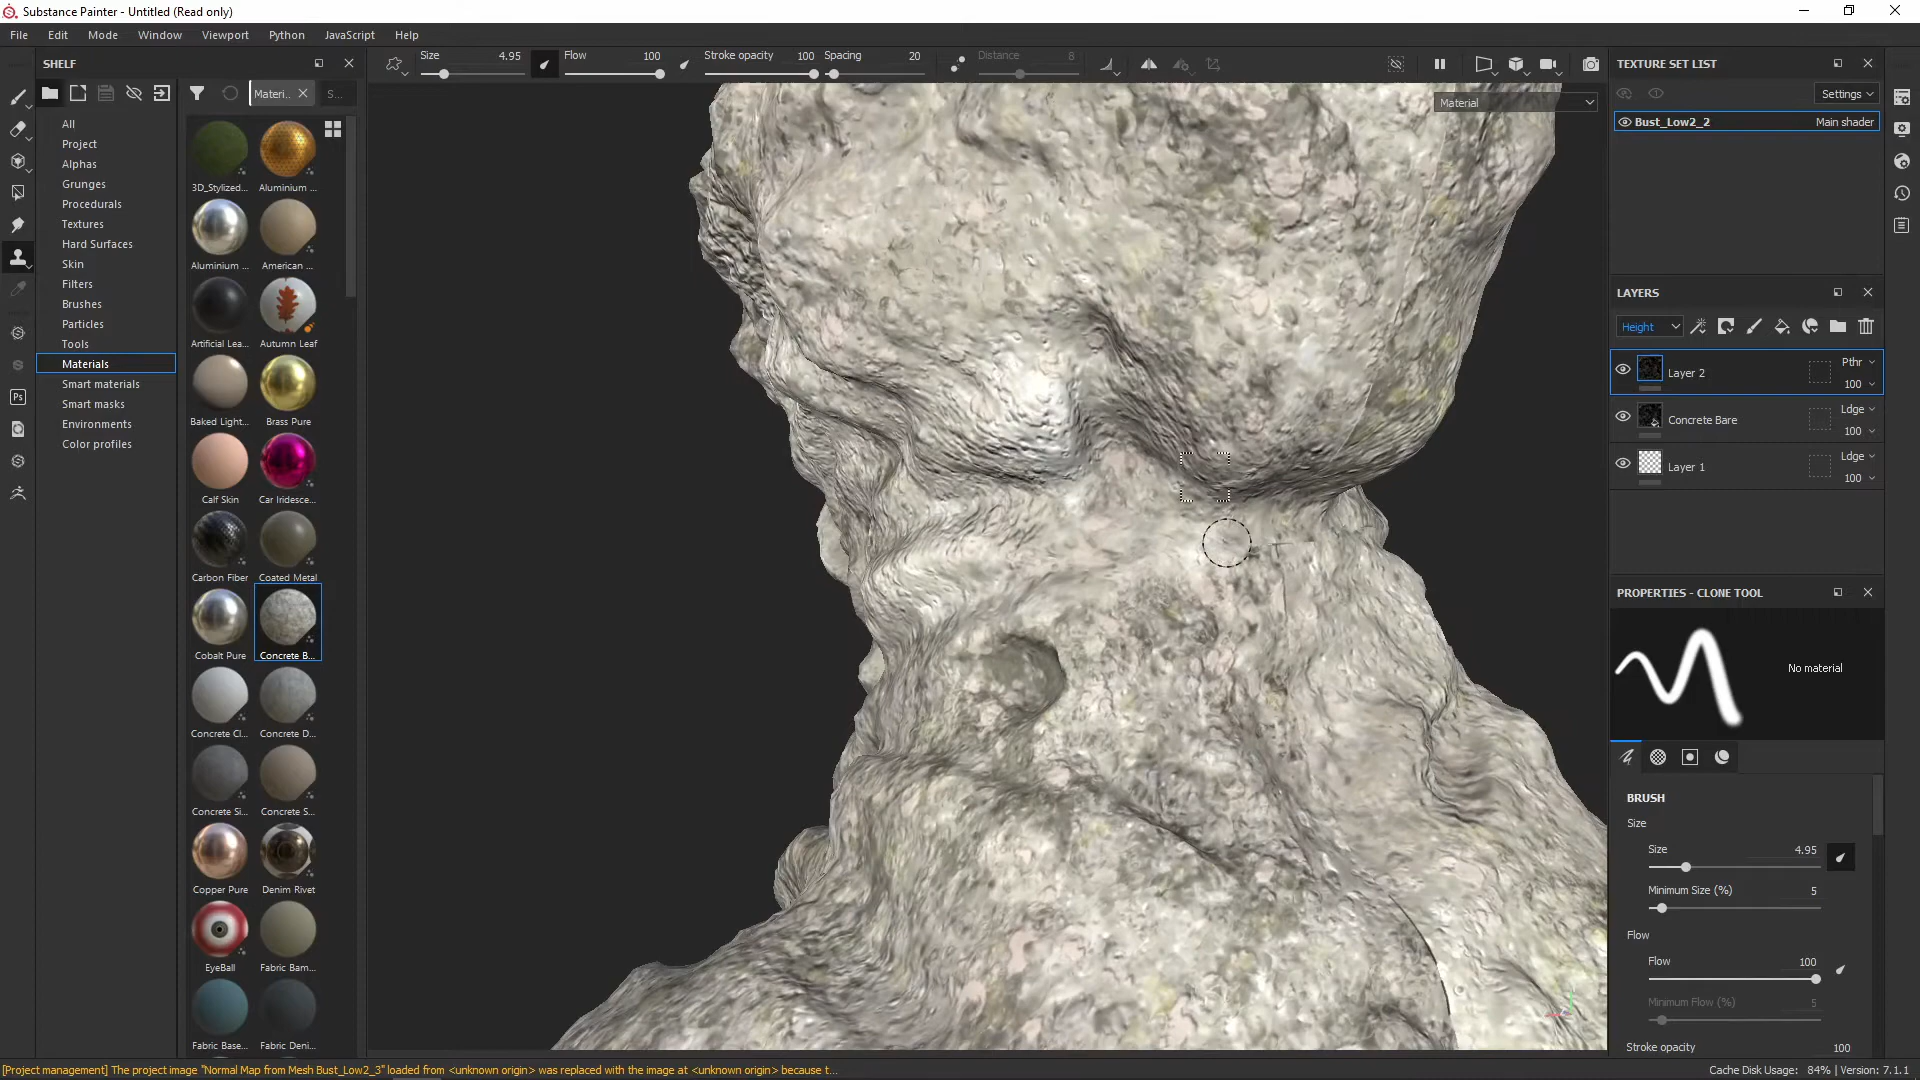 Substance Painter - Untitled (Read only)
File Edit Mode Window Viewport Python JavaScript Help
SHELF
Size 4.95 Flow 100 Stroke opacity 100 Spacing 20 Distance 8
TEXTURE SET LIST
Materi... S...
Material
Settings
Bust_Low2_2 Main shader
All
Project
Alphas
Grunges
Procedurals
Textures
Hard Surfaces
Skin
Filters
Brushes
Particles
Tools
Materials
Smart materials
Smart masks
Environments
Color profiles
3D_Stylized... Aluminium ...
Aluminium ... American ...
Artificial Lea... Autumn Leaf
Baked Light... Brass Pure
Calf Skin Car Iridesce...
Carbon Fiber Coated Metal
Cobalt Pure Concrete B...
Concrete Cl... Concrete D...
Concrete Si... Concrete S...
Copper Pure Denim Rivet
EyeBall Fabric Bam...
Fabric Base... Fabric Deni...
LAYERS
Height
Layer 2 Pthr 100
Concrete Bare Ldge 100
Layer 1 Ldge 100
PROPERTIES - CLONE TOOL
No material
BRUSH
Size
Size 4.95
Minimum Size (%) 5
Flow
Flow 100
Minimum Flow (%) 5
Stroke opacity 100
Ps
[Project management] The project image "Normal Map from Mesh Bust_Low2_3" loaded from <unknown origin> was replaced with the image at <unknown origin> because t...
Cache Disk Usage: 84% | Version: 7.1.1